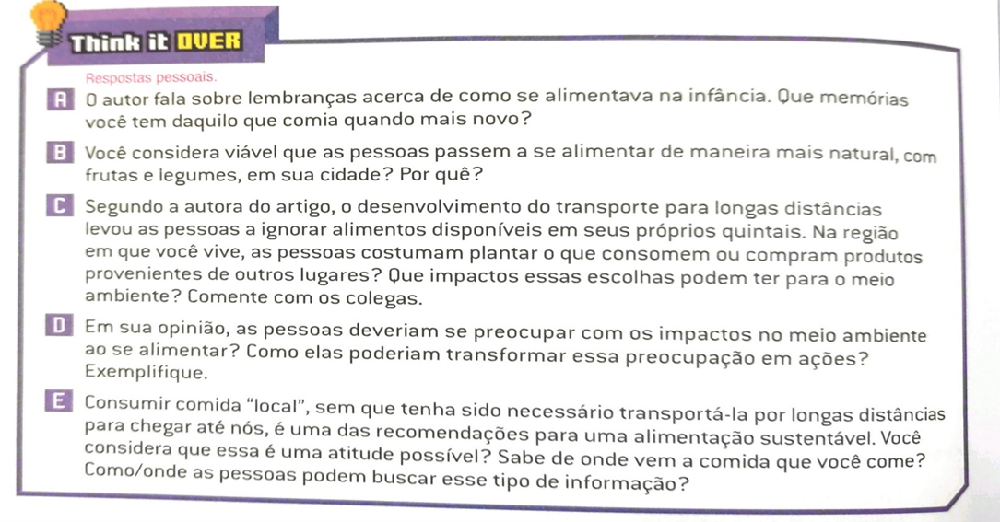 Think it OVER
Respostas pessoais.
A O autor fala sobre lembranças acerca de como se alimentava na infância. Que memórias
você tem daquilo que comia quando mais novo?
B Você considera viável que as pessoas passem a se alimentar de maneira mais natural, com
frutas e legumes, em sua cidade? Por quê?
C Segundo a autora do artigo, o desenvolvimento do transporte para longas distâncias
levou as pessoas a ignorar alimentos disponíveis em seus próprios quintais. Na região
em que você vive, as pessoas costumam plantar o que consomem ou compram produtos
provenientes de outros lugares? Que impactos essas escolhas podem ter para o meio
ambiente? Comente com os colegas.
D Em sua opinião, as pessoas deveriam se preocupar com os impactos no meio ambiente
ao se alimentar? Como elas poderiam transformar essa preocupação em ações?
Exemplifique.
E Consumir comida “local”, sem que tenha sido necessário transportá-la por longas distâncias
para chegar até nós, é uma das recomendações para uma alimentação sustentável. Você
considera que essa é uma atitude possível? Sabe de onde vem a comida que você come?
Como/onde as pessoas podem buscar esse tipo de informação?